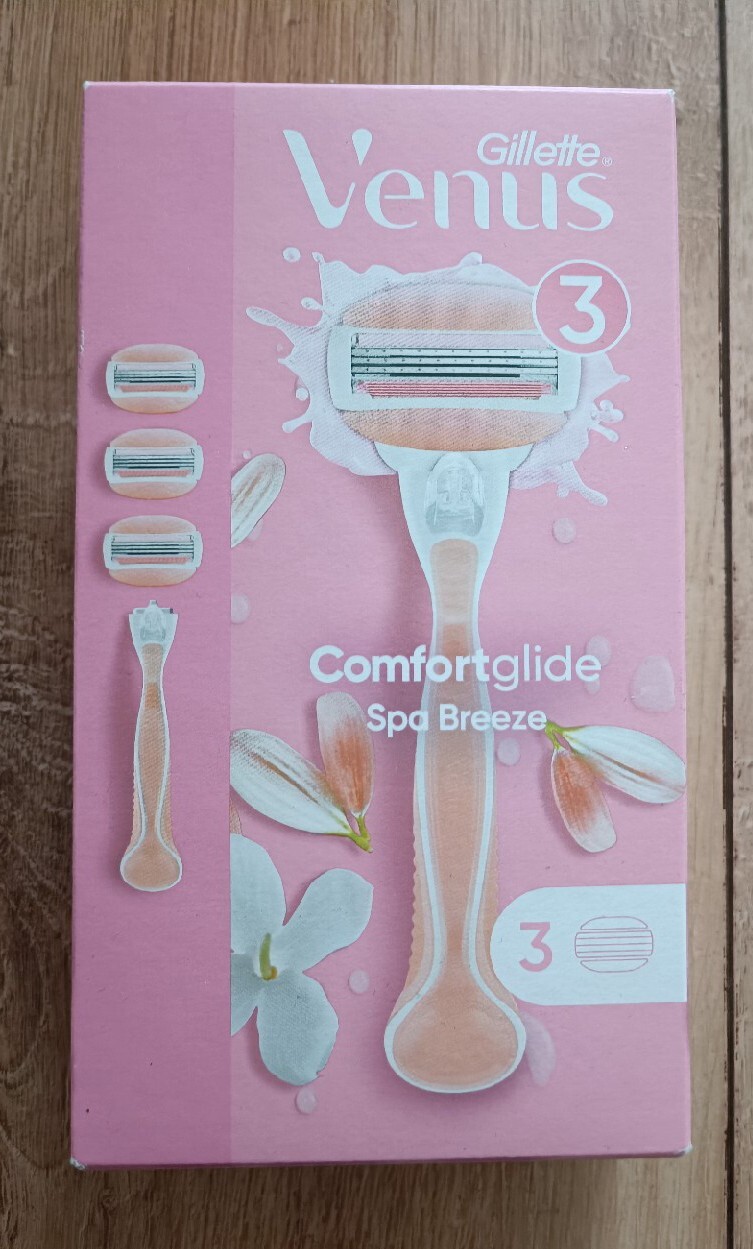 Gillette®
Venus
3
Comfortglide
Spa Breeze
3